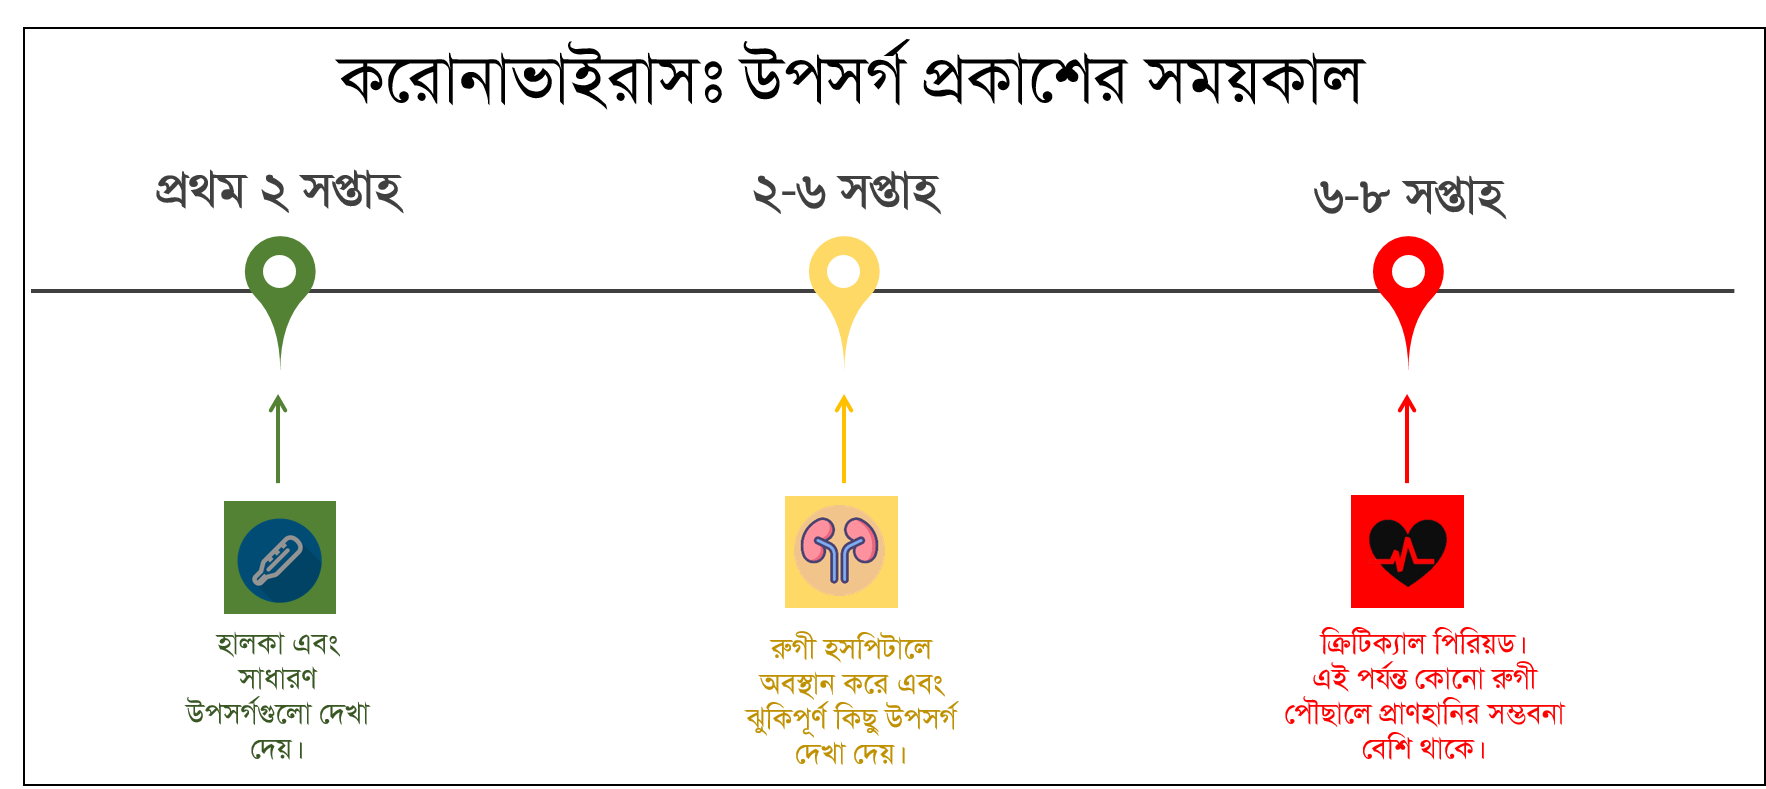 করোনাভাইরাসঃ উপসর্গ প্রকাশের সময়কাল
প্রথম ২ সপ্তাহ
২-৬ সপ্তাহ
৬-৮ সপ্তাহ
হালকা এবং
সাধারণ
উপসর্গগুলো দেখা
দেয়।
রুগী হসপিটালে
অবস্থান করে এবং
ঝুকিপূর্ণ কিছু উপসর্গ
দেখা দেয়।
ক্রিটিক্যাল পিরিয়ড।
এই পর্যন্ত কোনো রুগী
পৌছালে প্রাণহানির সম্ভবনা
বেশি থাকে।